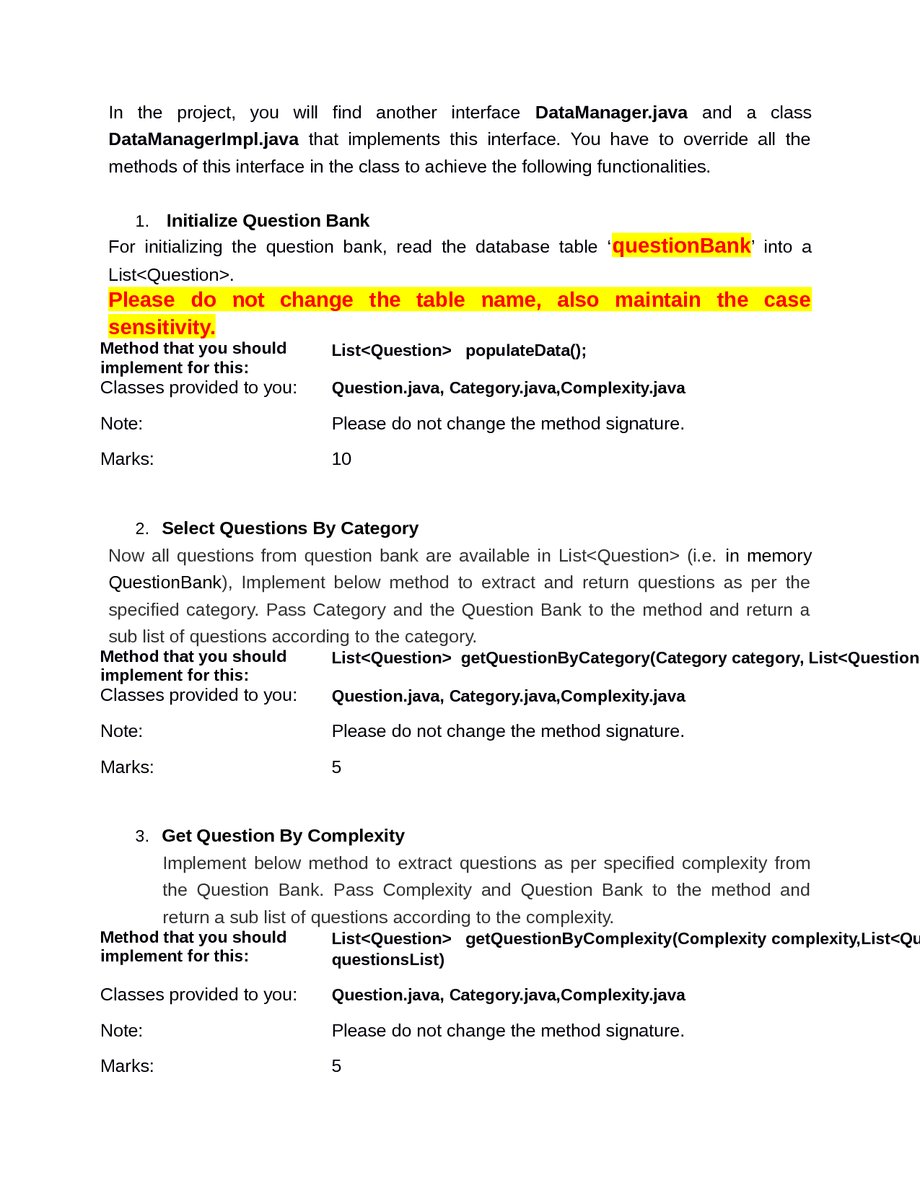 In the project, you will find another interface DataManager.java and a class
DataManagerImpl.java that implements this interface. You have to override all the
methods of this interface in the class to achieve the following functionalities.
1. Initialize Question Bank
For initializing the question bank, read the database table ‘questionBank’ into a
List<Question>.
Please do not change the table name, also maintain the case
sensitivity.
Method that you should implement for this: List<Question> populateData();
Classes provided to you: Question.java, Category.java,Complexity.java
Note: Please do not change the method signature.
Marks: 10
2. Select Questions By Category
Now all questions from question bank are available in List<Question> (i.e. in memory
QuestionBank), Implement below method to extract and return questions as per the
specified category. Pass Category and the Question Bank to the method and return a
sub list of questions according to the category.
Method that you should implement for this: List<Question> getQuestionByCategory(Category category, List<Question
Classes provided to you: Question.java, Category.java,Complexity.java
Note: Please do not change the method signature.
Marks: 5
3. Get Question By Complexity
Implement below method to extract questions as per specified complexity from
the Question Bank. Pass Complexity and Question Bank to the method and
return a sub list of questions according to the complexity.
Method that you should implement for this: List<Question> getQuestionByComplexity(Complexity complexity,List<Qu
questionsList)
Classes provided to you: Question.java, Category.java,Complexity.java
Note: Please do not change the method signature.
Marks: 5